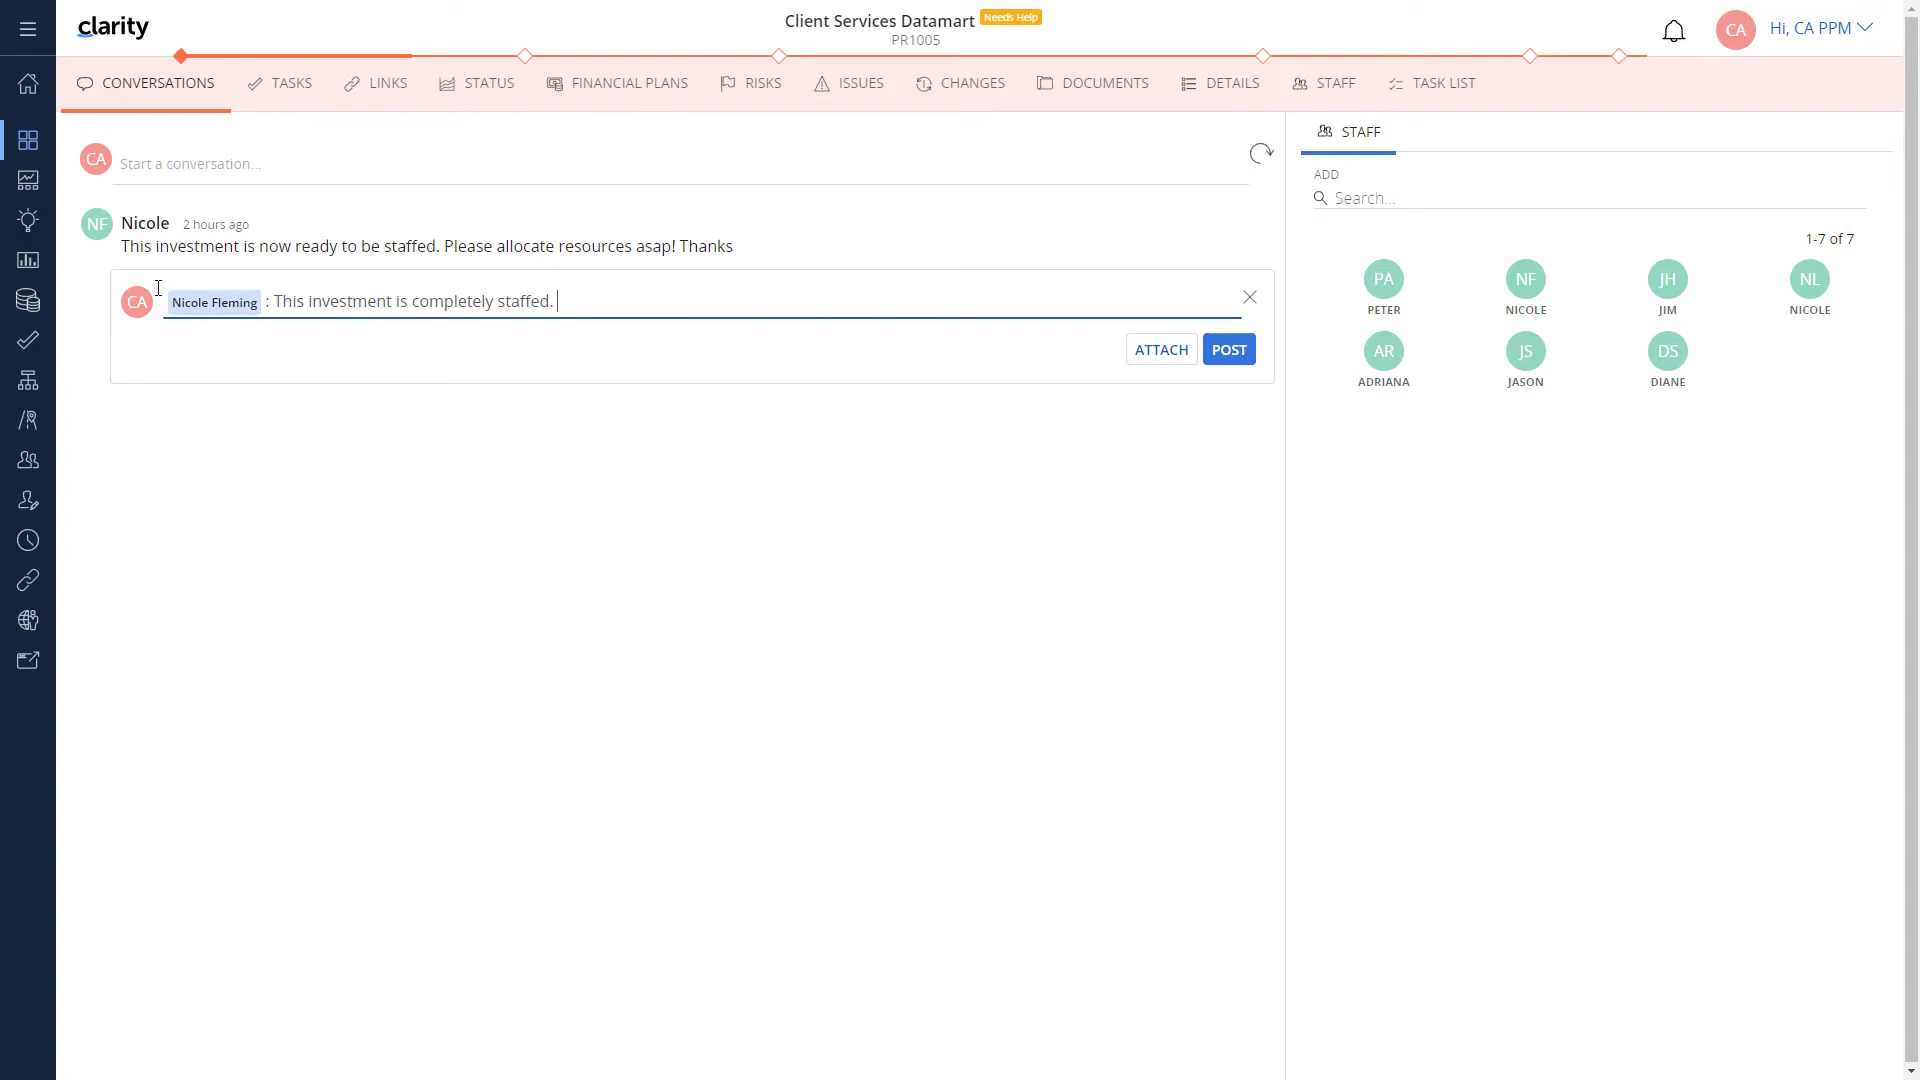 clarity
Client Services Datamart Needs Help
PR1005
CA Hi, CA PPM
CONVERSATIONS TASKS LINKS STATUS FINANCIAL PLANS RISKS ISSUES CHANGES DOCUMENTS DETAILS STAFF TASK LIST
CA Start a conversation...
NF Nicole 2 hours ago
This investment is now ready to be staffed. Please allocate resources asap! Thanks
CA Nicole Fleming : This investment is completely staffed.
ATTACH POST
STAFF
ADD
Search...
1-7 of 7
PA NF JH NL
PETER NICOLE JIM NICOLE
AR JS DS
ADRIANA JASON DIANE